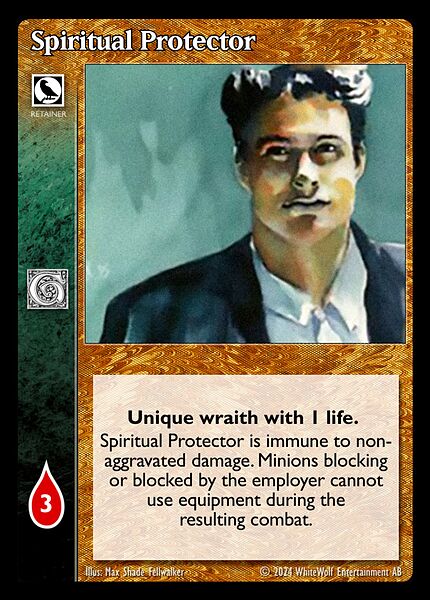 Spiritual Protector
RETAINER
Unique wraith with 1 life.
Spiritual Protector is immune to non-
aggravated damage. Minions blocking
or blocked by the employer cannot
use equipment during the
resulting combat.
3
Illus: Max Shade Fellwalker
© 2024 WhiteWolf Entertainment AB